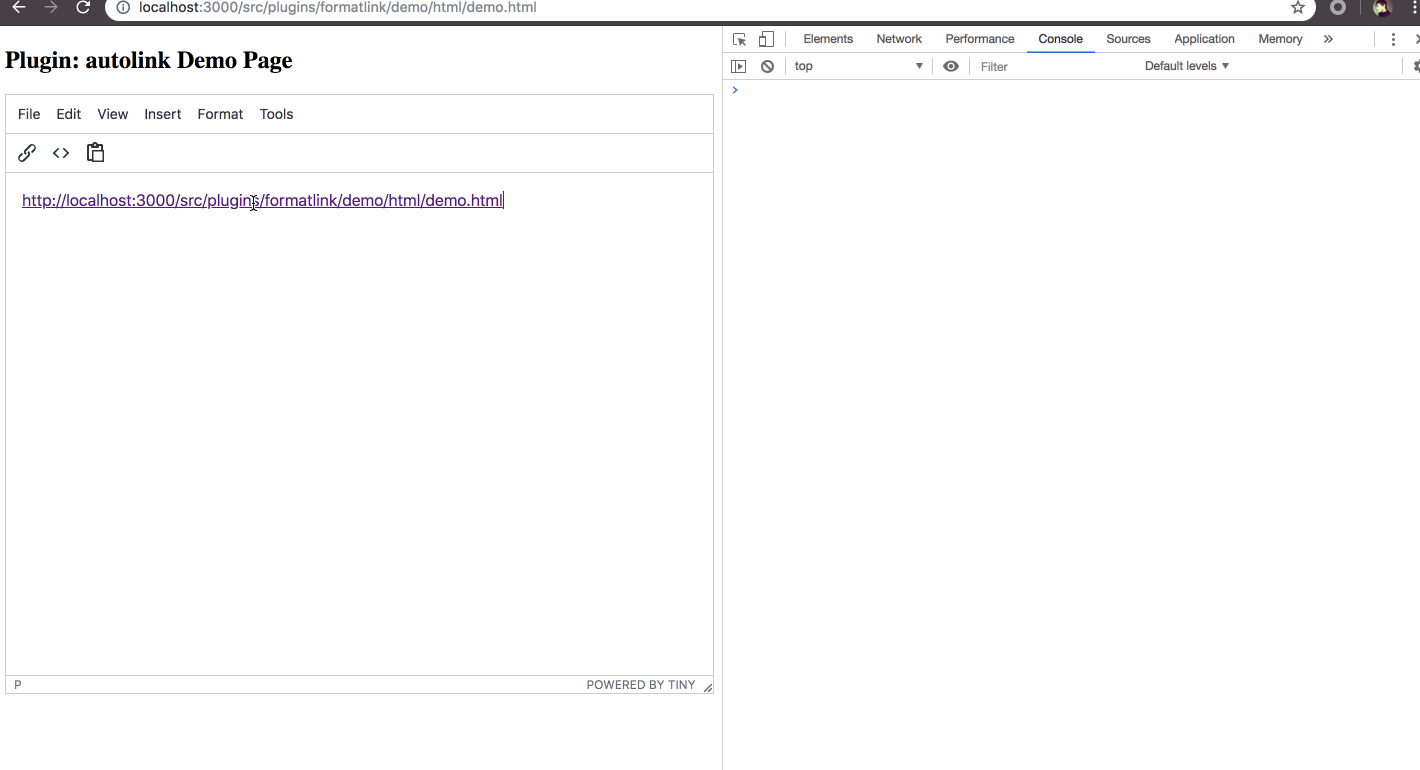 localhost:3000/src/plugins/formatlink/demo/html/demo.html
Plugin: autolink Demo Page
File Edit View Insert Format Tools
http://localhost:3000/src/plugins/formatlink/demo/html/demo.html
P POWERED BY TINY
Elements Network Performance Console Sources Application Memory »
top Filter Default levels